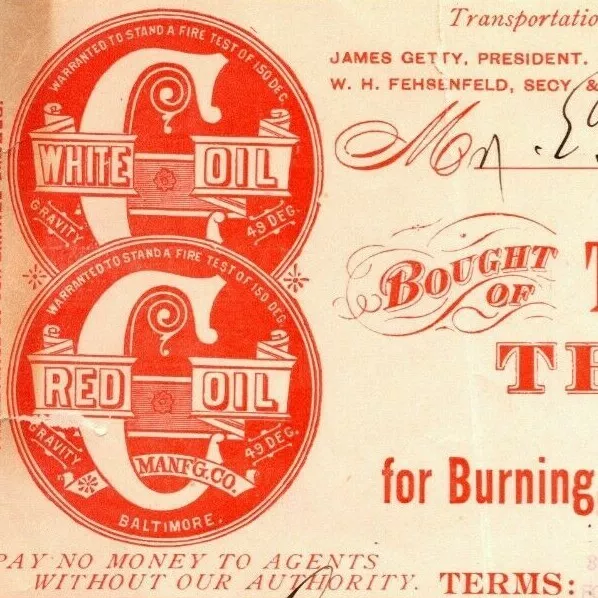 WARRANTED TO STAND A FIRE TEST OF 150 DEG.
C
WHITE OIL
GRAVITY 49 DEG.
WARRANTED TO STAND A FIRE TEST OF 150 DEG.
C
RED OIL
GRAVITY 49 DEG.
MANF'G.CO.
BALTIMORE.
PAY NO MONEY TO AGENTS
WITHOUT OUR AUTHORITY.
Transportatio
JAMES GETTY, PRESIDENT.
W. H. FEHSENFELD, SECY &
M
BOUGHT
OF
for Burning,
TERMS: